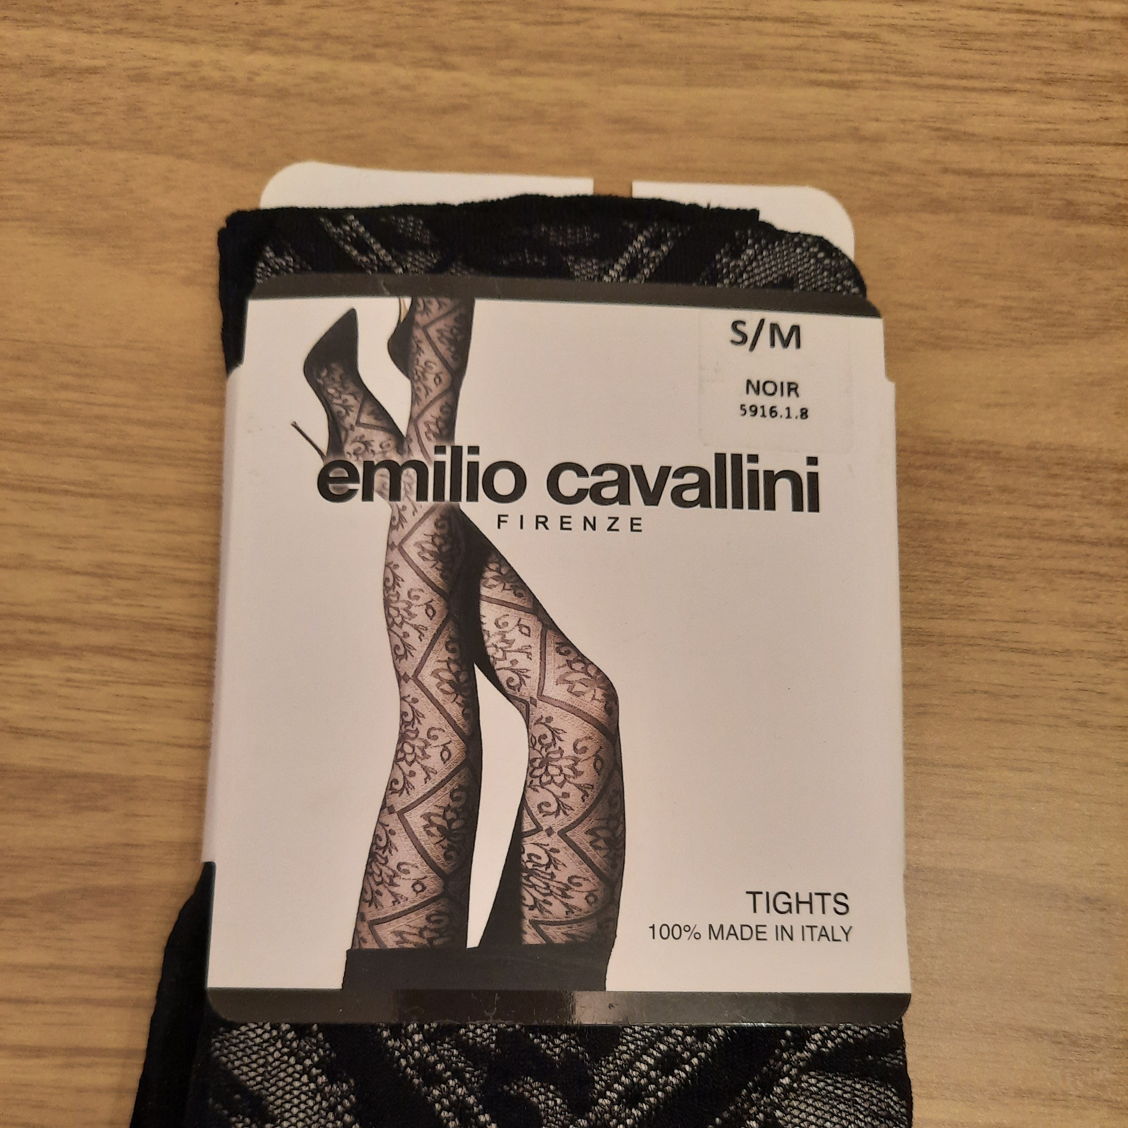 S/M
NOIR
5916.1.8
emilio cavallini
FIRENZE
TIGHTS
100% MADE IN ITALY